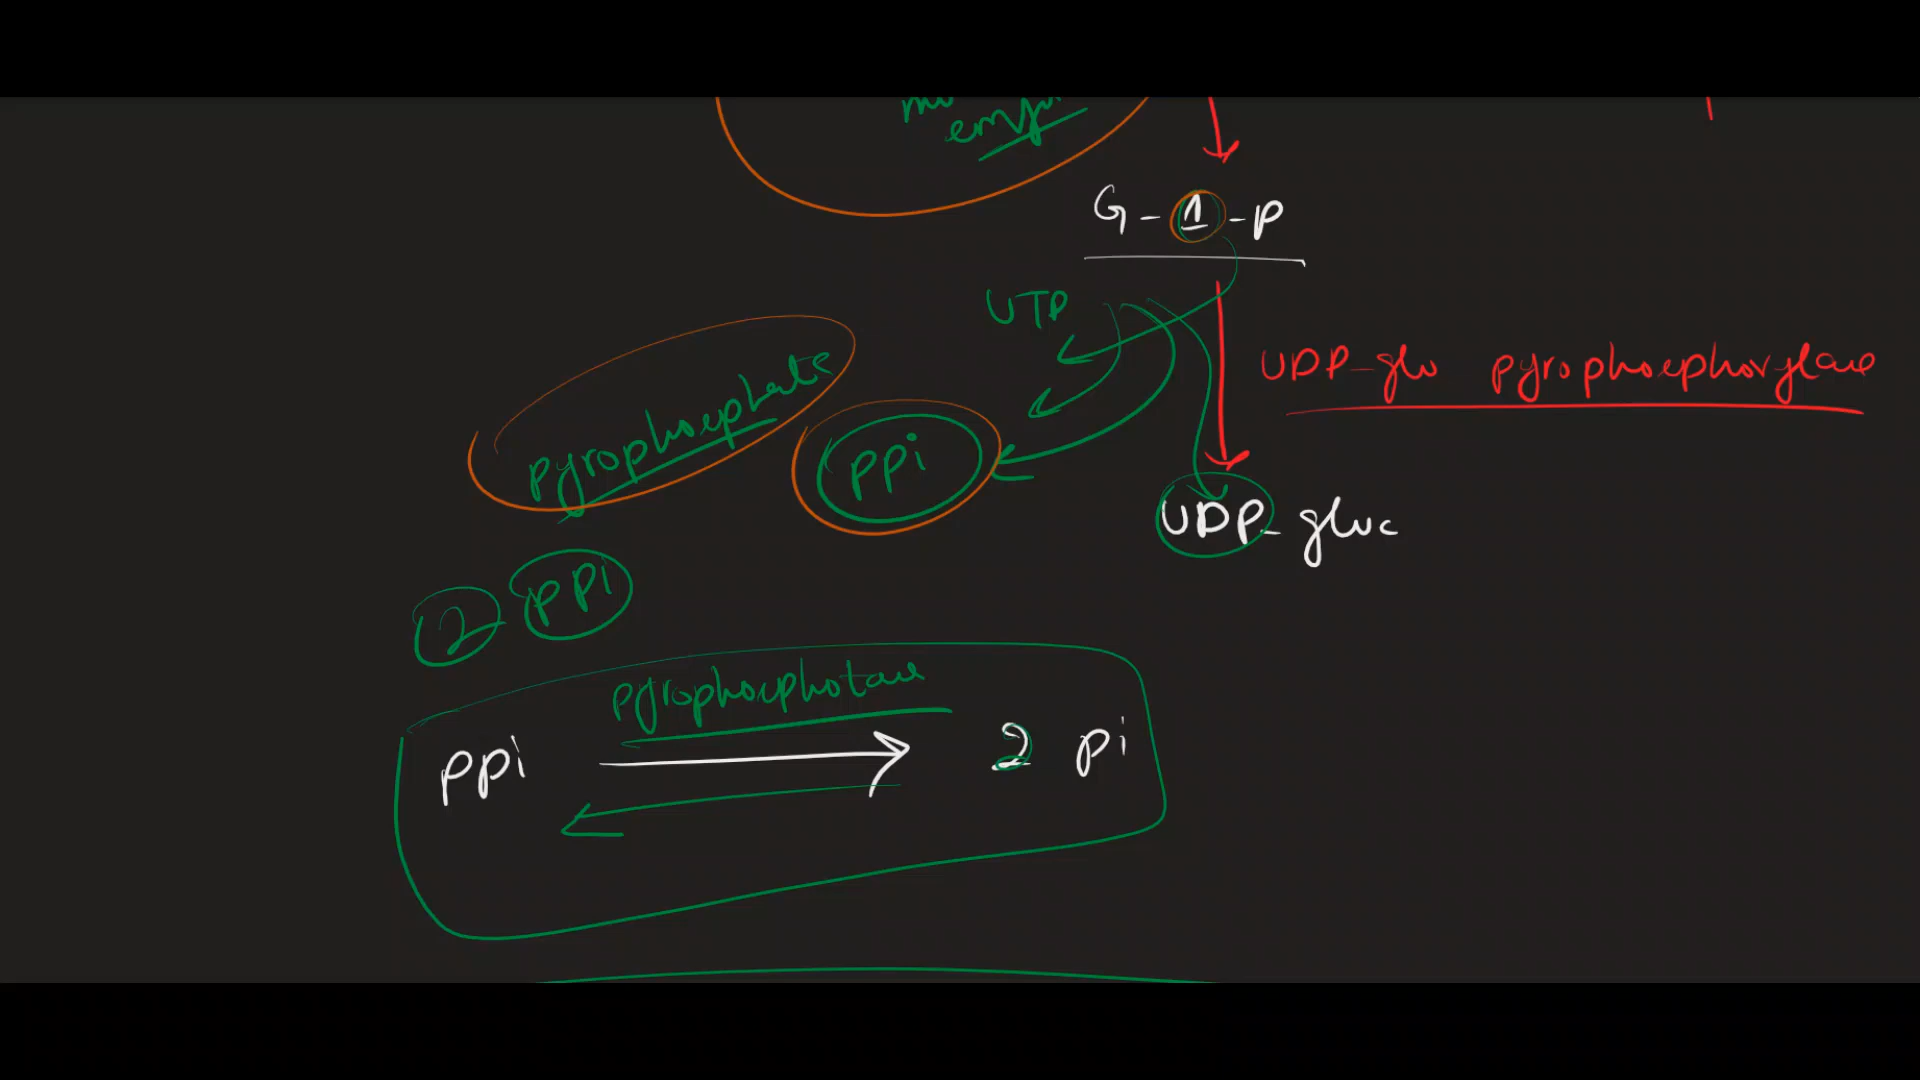 G-1-P
UTP
UDP-glu pyrophosphorylase
pyrophosphate
PPi
UDP-gluc
2 PPi
pyrophosphatase
PPi → 2 Pi